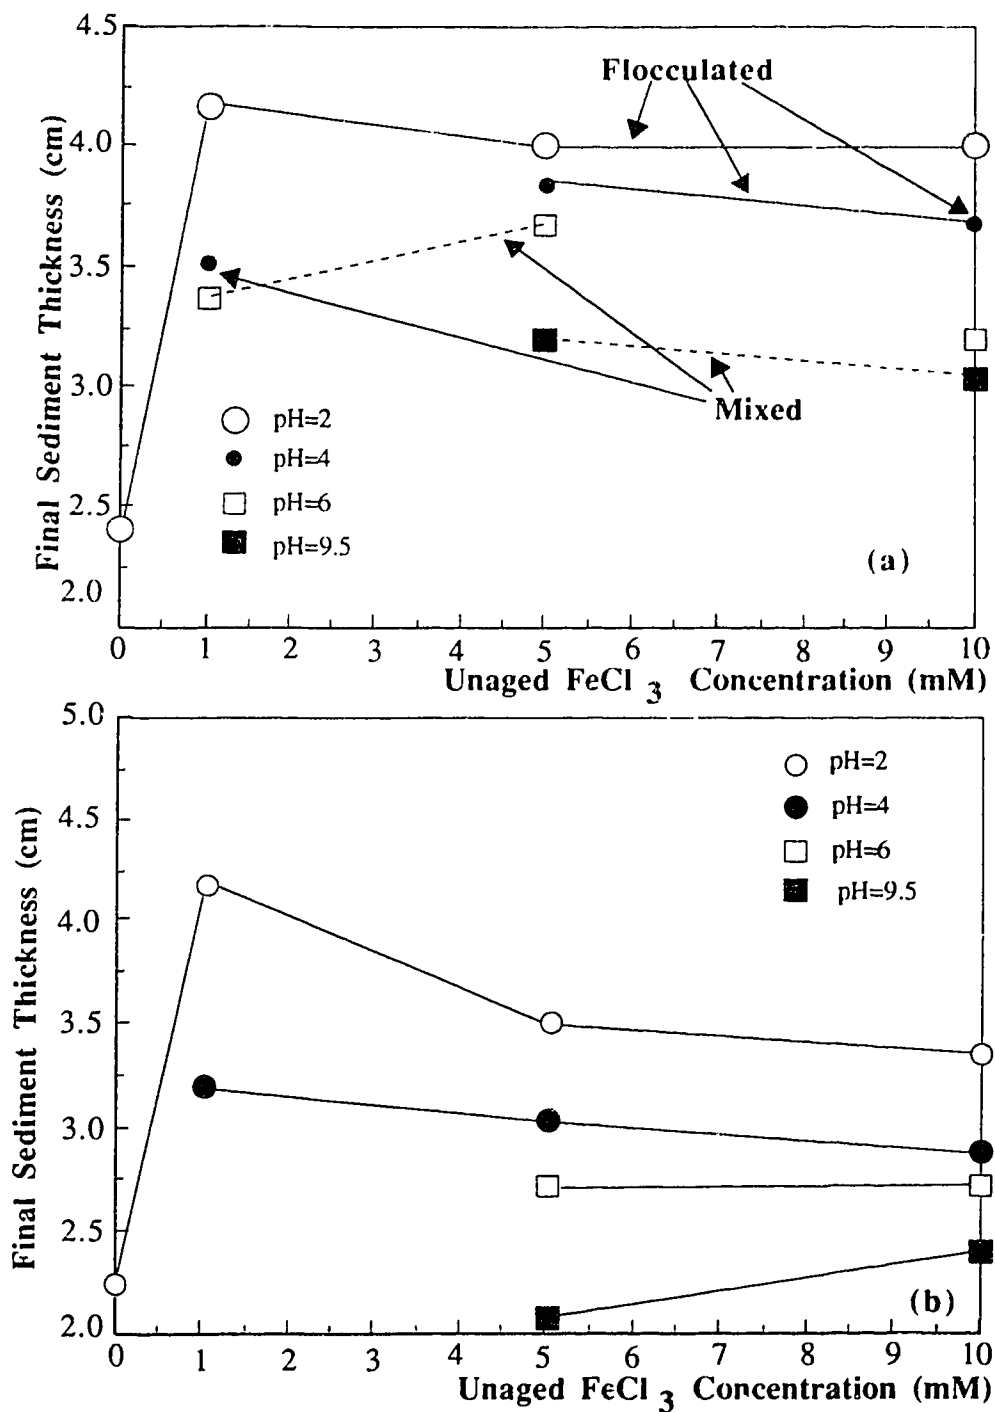 4.5
Flocculated
4.0
3.5
3.0
Mixed
pH=2
pH=4
pH=6
pH=9.5
2.5
(a)
2.0
Final Sediment Thickness (cm)
0 1 2 3 4 5 6 7 8 9 10
Unaged FeCl 3 Concentration (mM)
5.0
pH=2
pH=4
pH=6
pH=9.5
4.5
4.0
3.5
3.0
2.5
(b)
2.0
Final Sediment Thickness (cm)
0 1 2 3 4 5 6 7 8 9 10
Unaged FeCl 3 Concentration (mM)